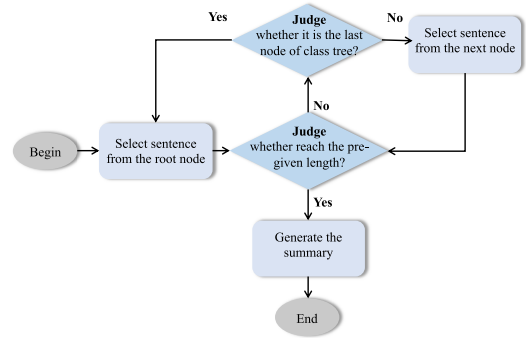 Yes
Judge
whether it is the last
node of class tree?
No
Select sentence
from the next node
No
Begin
Select sentence
from the root node
Judge
whether reach the pre-
given length?
Yes
Generate the
summary
End